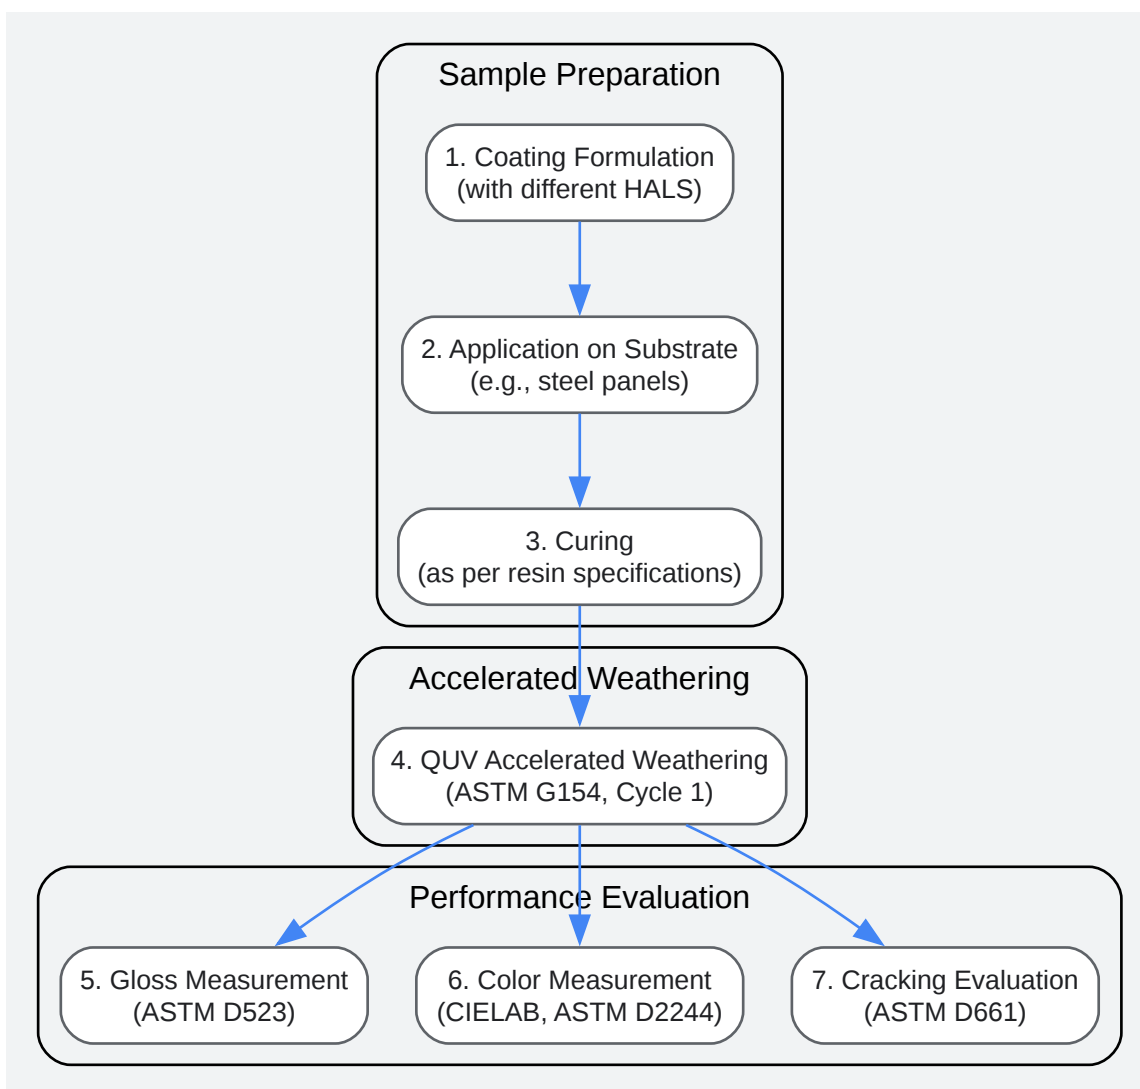 Sample Preparation
1. Coating Formulation
(with different HALS)
2. Application on Substrate
(e.g., steel panels)
3. Curing
(as per resin specifications)
Accelerated Weathering
4. QUV Accelerated Weathering
(ASTM G154, Cycle 1)
Performance Evaluation
5. Gloss Measurement
(ASTM D523)
6. Color Measurement
(CIELAB, ASTM D2244)
7. Cracking Evaluation
(ASTM D661)